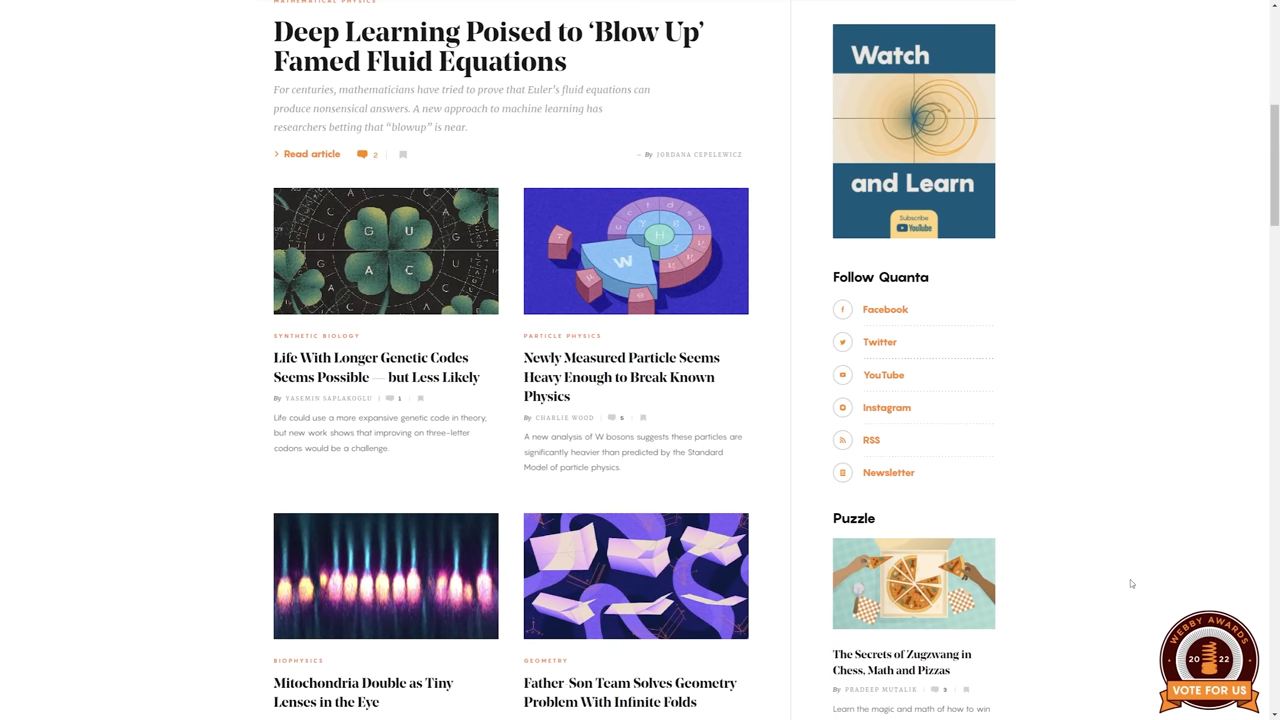 MATHEMATICAL PHYSICS
Deep Learning Poised to ‘Blow Up’
Famed Fluid Equations
For centuries, mathematicians have tried to prove that Euler’s fluid equations can
produce nonsensical answers. A new approach to machine learning has
researchers betting that “blowup” is near.
Read article 2
— By JORDANA CEPELEWICZ
G U
A C
SYNTHETIC BIOLOGY
Life With Longer Genetic Codes
Seems Possible — but Less Likely
By YASEMIN SAPLAKOGLU | 1
Life could use a more expansive genetic code in theory,
but new work shows that improving on three-letter
codons would be a challenge.
H
W
PARTICLE PHYSICS
Newly Measured Particle Seems
Heavy Enough to Break Known
Physics
By CHARLIE WOOD | 5
A new analysis of W bosons suggests these particles are
significantly heavier than predicted by the Standard
Model of particle physics.
BIOPHYSICS
Mitochondria Double as Tiny
Lenses in the Eye
GEOMETRY
Father-Son Team Solves Geometry
Problem With Infinite Folds
Watch
and Learn
Subscribe
YouTube
Follow Quanta
Facebook
Twitter
YouTube
Instagram
RSS
Newsletter
Puzzle
The Secrets of Zugzwang in
Chess, Math and Pizzas
By PRADEEP MUTALIK | 3
Learn the magic and math of how to win
WEBBY AWARDS
20 22
VOTE FOR US